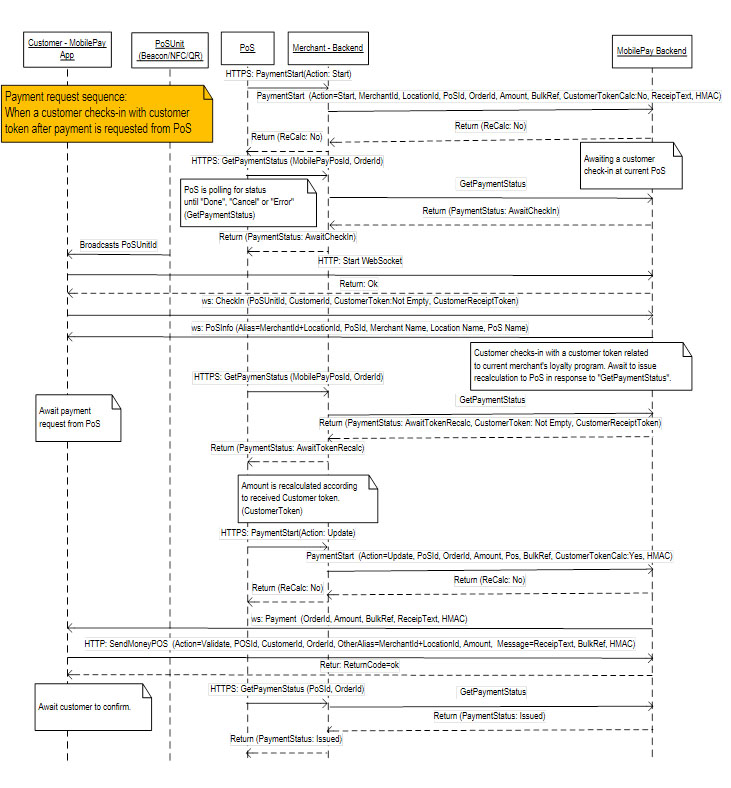 Customer - MobilePay
App
PoSUnit
(Beacon/NFC/QR)
PoS
Merchant - Backend
MobilePay Backend
HTTPS: PaymentStart(Action: Start)
Payment request sequence:
When a customer checks-in with customer
token after payment is requested from PoS
PaymentStart (Action=Start, MerchantId, LocationId, PoSId, OrderId, Amount, BulkRef, CustomerTokenCalc:No, ReceipText, HMAC)
Return (ReCalc: No)
Return (ReCalc: No)
HTTPS: GetPaymentStatus (MobilePayPosId, OrderId)
Awaiting a customer
check-in at current PoS
PoS is polling for status
until "Done", "Cancel" or "Error"
(GetPaymentStatus)
GetPaymentStatus
Return (PaymentStatus: AwaitCheckIn)
Return (PaymentStatus: AwaitCheckIn)
Broadcasts PoSUnitId
HTTP: Start WebSocket
Return: Ok
ws: CheckIn (PoSUnitId, CustomerId, CustomerToken:Not Empty, CustomerReceiptToken)
ws: PoSInfo (Alias=MerchantId+LocationId, PoSId, Merchant Name, Location Name, PoS Name)
Customer checks-in with a customer token related
to current merchant's loyalty program. Await to issue
recalculation to PoS in response to "GetPaymentStatus".
HTTPS: GetPaymenStatus (MobilePayPosId, OrderId)
GetPaymentStatus
Await payment
request from PoS
Return (PaymentStatus: AwaitTokenRecalc, CustomerToken: Not Empty, CustomerReceiptToken)
Return (PaymentStatus: AwaitTokenRecalc)
Amount is recalculated according
to received Customer token.
(CustomerToken)
HTTPS: PaymentStart(Action: Update)
PaymentStart (Action=Update, PoSId, OrderId, Amount, Pos, BulkRef, CustomerTokenCalc:Yes, HMAC)
Return (ReCalc: No)
Return (ReCalc: No)
ws: Payment (OrderId, Amount, BulkRef, ReceipText, HMAC)
HTTP: SendMoneyPOS (Action=Validate, POSId, CustomerId, OrderId, OtherAlias=MerchantId+LocationId, Amount, Message=ReceipText, BulkRef, HMAC)
Retur: ReturnCode=ok
HTTPS: GetPaymenStatus (PoSId, OrderId)
GetPaymentStatus
Await customer to confirm.
Return (PaymentStatus: Issued)
Return (PaymentStatus: Issued)